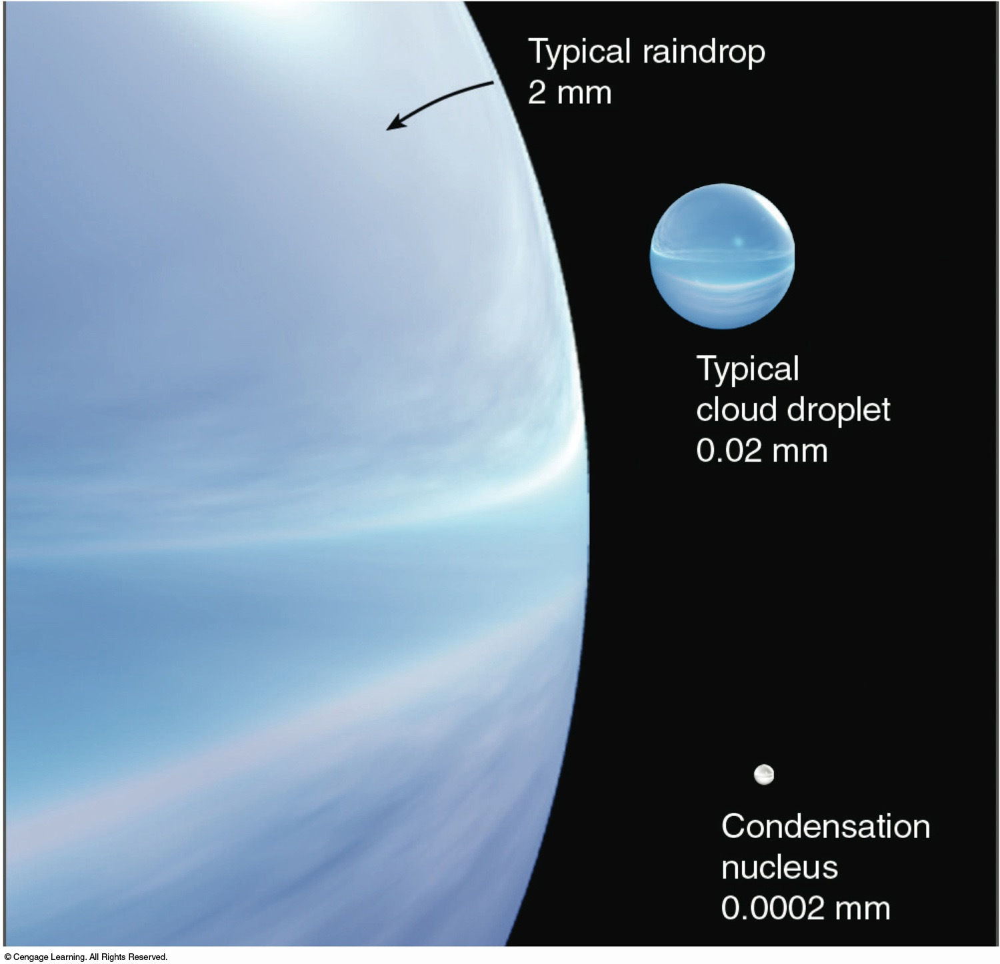 Typical raindrop
2 mm
Typical
cloud droplet
0.02 mm
Condensation
nucleus
0.0002 mm
© Cengage Learning. All Rights Reserved.